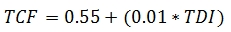 TCF = 0.55 + (0.01 * TDI)